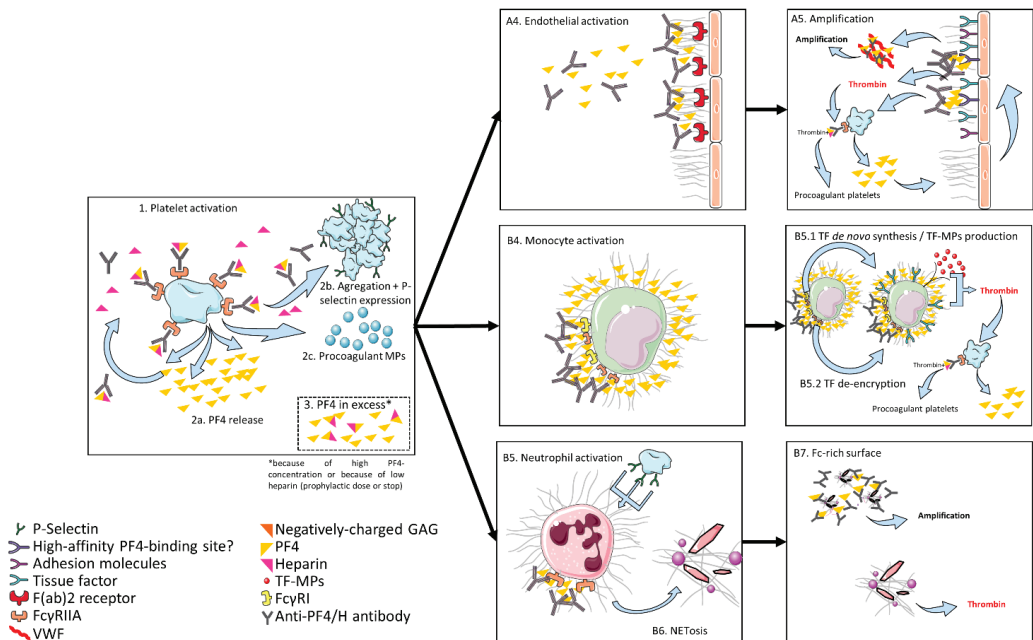 1. Platelet activation
2b. Agregation + P-
selectin expression
2c. Procoagulant MPs
2a. PF4 release
3. PF4 in excess*
*because of high PF4-
concentration or because of low
heparin (prophylactic dose or stop)
A4. Endothelial activation
A5. Amplification
Amplification
Thrombin
Thrombin+
Procoagulant platelets
B4. Monocyte activation
B5.1 TF de novo synthesis / TF-MPs production
Thrombin
Thrombin+
B5.2 TF de-encryption
Procoagulant platelets
B5. Neutrophil activation
B6. NETosis
B7. Fc-rich surface
Amplification
Thrombin
P-Selectin
High-affinity PF4-binding site?
Adhesion molecules
Tissue factor
F(ab)2 receptor
FcγRIIA
VWF
Negatively-charged GAG
PF4
Heparin
TF-MPs
FcγRI
Anti-PF4/H antibody